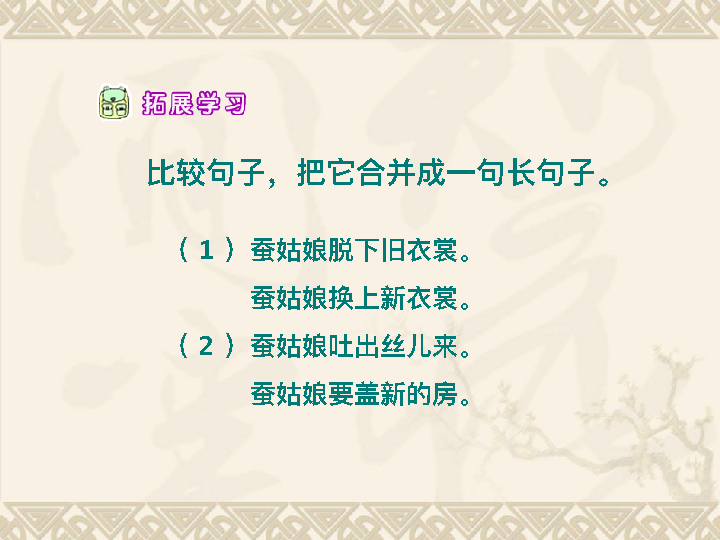 拓展学习
比较句子，把它合并成一句长句子。
（1）蚕姑娘脱下旧衣裳。
蚕姑娘换上新衣裳。
（2）蚕姑娘吐出丝儿来。
蚕姑娘要盖新的房。